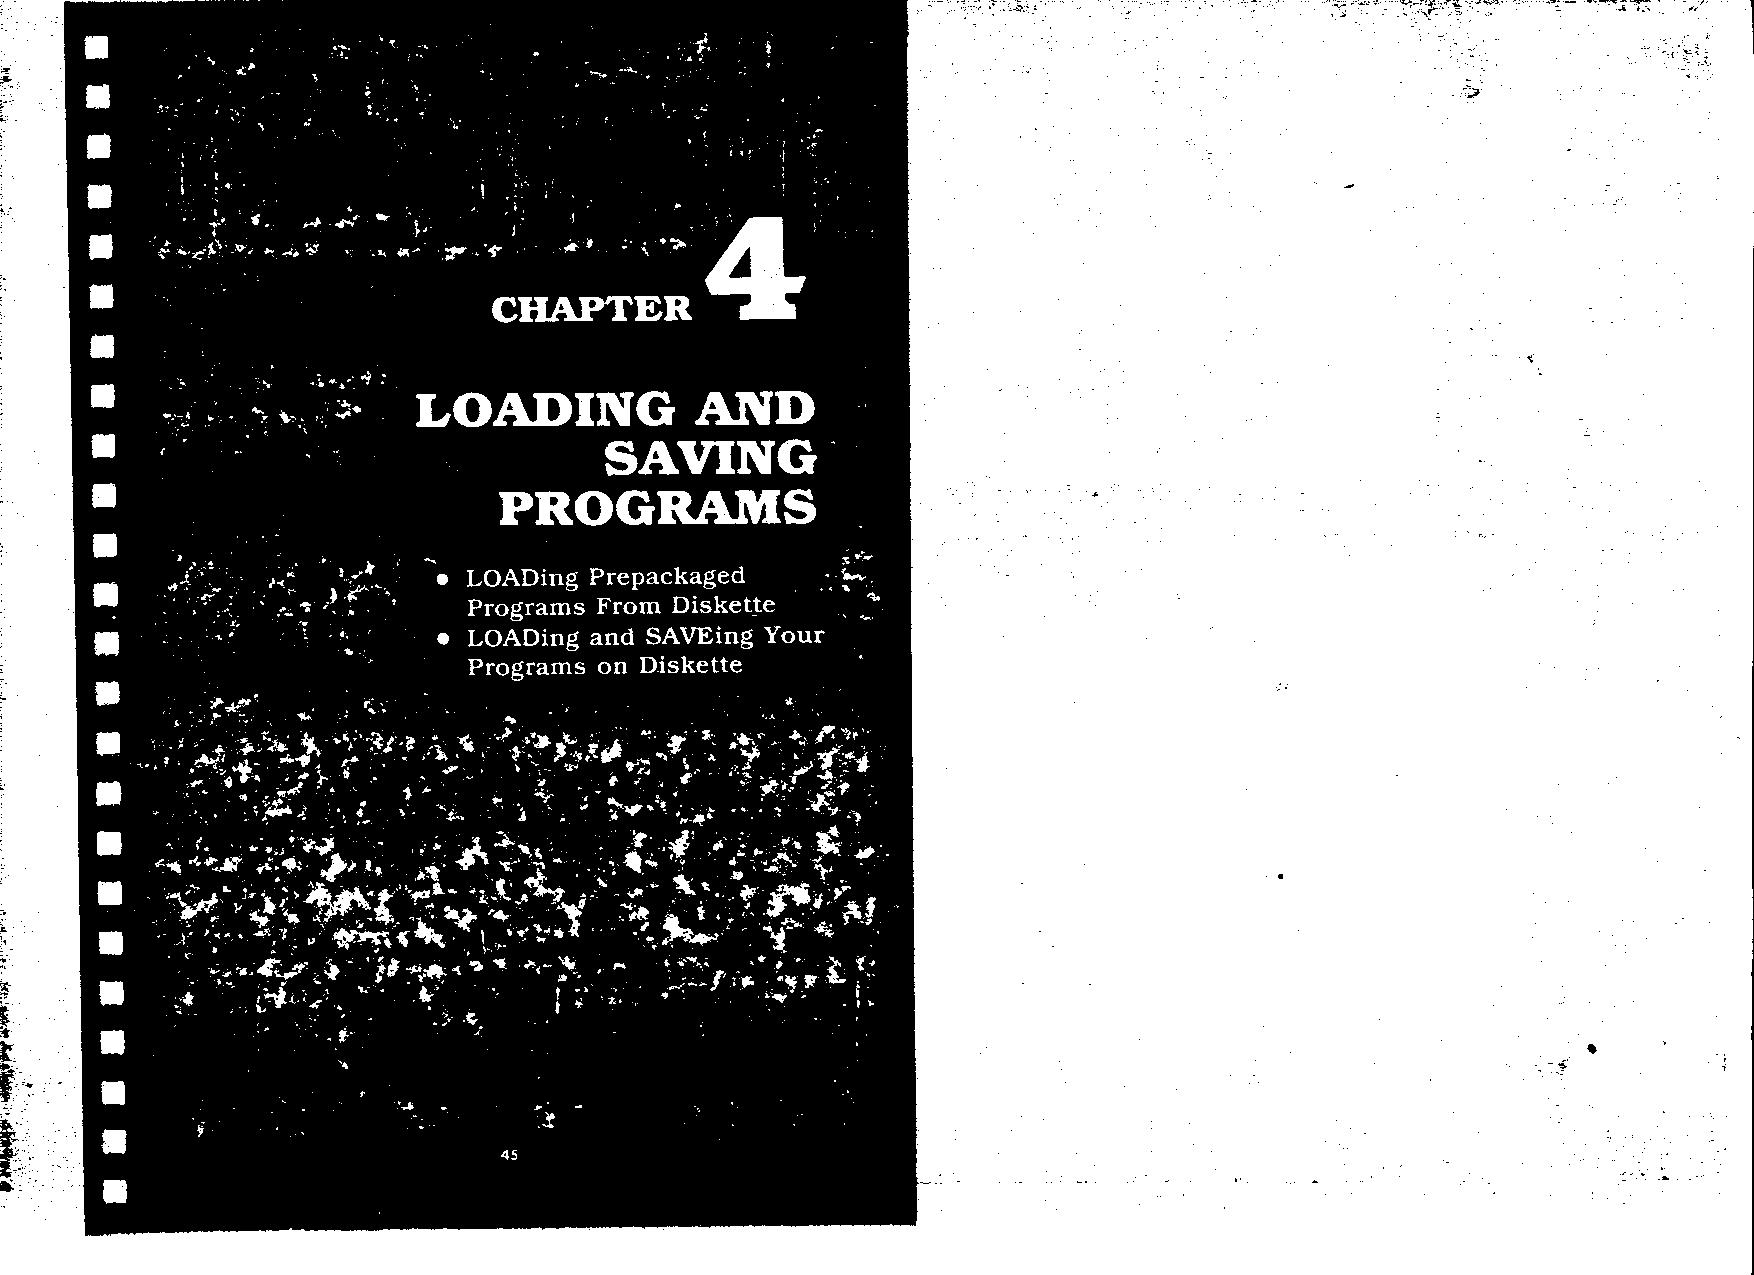 CHAPTER 4
LOADING AND
SAVING
PROGRAMS
● LOADing Prepackaged
Programs From Diskette
● LOADing and SAVEing Your
Programs on Diskette
45